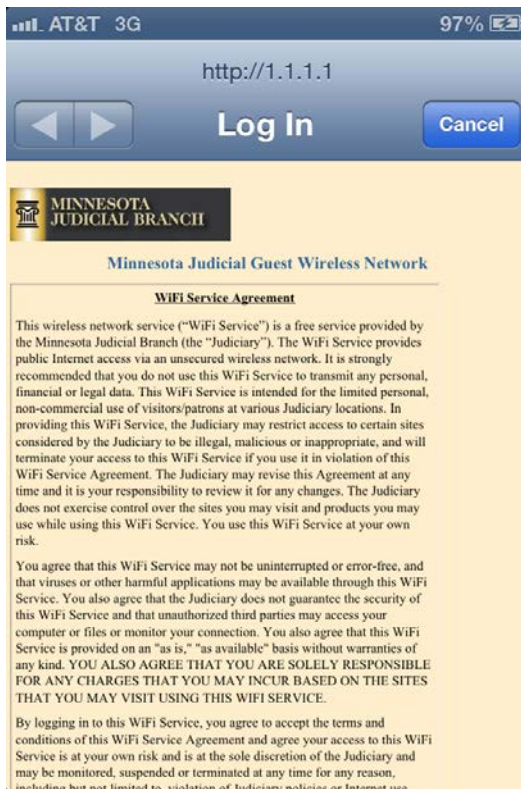 AT&T 3G 97%
http://1.1.1.1
Log In
Cancel
MINNESOTA
JUDICIAL BRANCH
Minnesota Judicial Guest Wireless Network
WiFi Service Agreement
This wireless network service (“WiFi Service”) is a free service provided by
the Minnesota Judicial Branch (the “Judiciary”). The WiFi Service provides
public Internet access via an unsecured wireless network. It is strongly
recommended that you do not use this WiFi Service to transmit any personal,
financial or legal data. This WiFi Service is intended for the limited personal,
non-commercial use of visitors/patrons at various Judiciary locations. In
providing this WiFi Service, the Judiciary may restrict access to certain sites
considered by the Judiciary to be illegal, malicious or inappropriate, and will
terminate your access to this WiFi Service if you use it in violation of this
WiFi Service Agreement. The Judiciary may revise this Agreement at any
time and it is your responsibility to review it for any changes. The Judiciary
does not exercise control over the sites you may visit and products you may
use while using this WiFi Service. You use this WiFi Service at your own
risk.
You agree that this WiFi Service may not be uninterrupted or error-free, and
that viruses or other harmful applications may be available through this WiFi
Service. You also agree that the Judiciary does not guarantee the security of
this WiFi Service and that unauthorized third parties may access your
computer or files or monitor your connection. You also agree that this WiFi
Service is provided on an "as is," "as available" basis without warranties of
any kind. YOU ALSO AGREE THAT YOU ARE SOLELY RESPONSIBLE
FOR ANY CHARGES THAT YOU MAY INCUR BASED ON THE SITES
THAT YOU MAY VISIT USING THIS WIFI SERVICE.
By logging in to this WiFi Service, you agree to accept the terms and
conditions of this WiFi Service Agreement and agree your access to this WiFi
Service is at your own risk and is at the sole discretion of the Judiciary and
may be monitored, suspended or terminated at any time for any reason,
including but not limited to, violation of Judiciary policies or Internet use